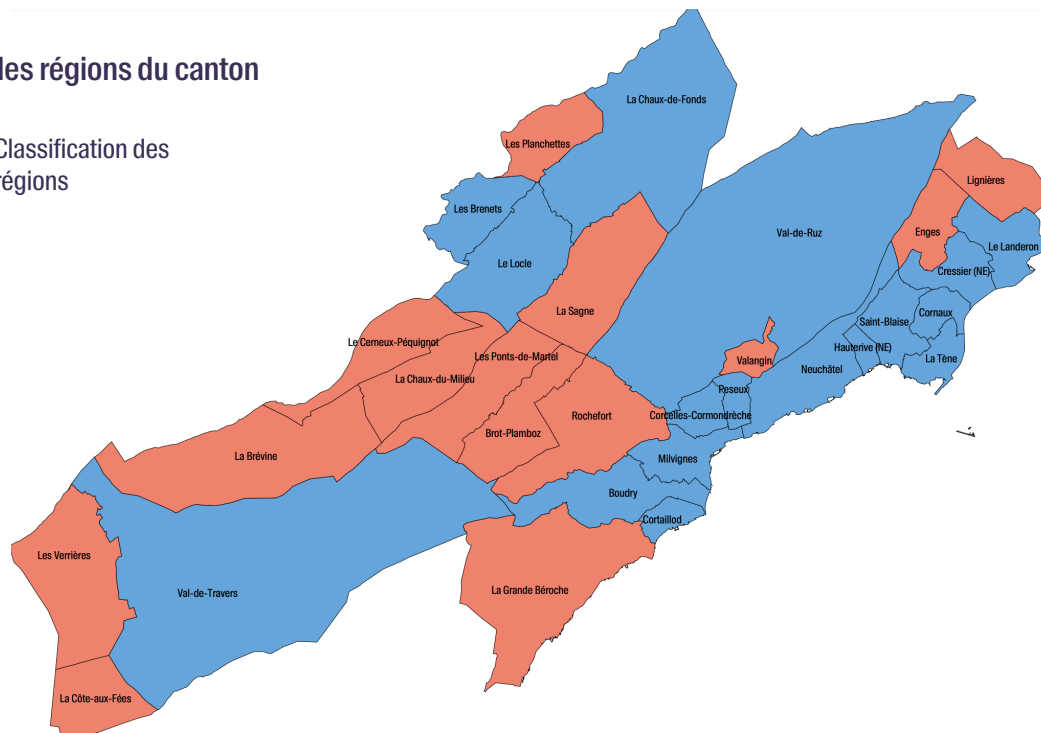 les régions du canton
Classification des
régions
La Chaux-de-Fonds
Les Planchettes
Les Brenets
Le Locle
Val-de-Ruz
Lignières
Enges
Le Landeron
Cressier (NE)
La Sagne
Cornaux
Saint-Blaise
Le Cerneux-Péquignot
Les Ponts-de-Martel
Hauterive (NE)
La Tène
Valangin
Neuchâtel
La Chaux-du-Milieu
Peseux
Rochefort
Corcelles-Cormondrèche
Brot-Plamboz
La Brévine
Milvignes
Boudry
Cortaillod
Les Verrières
La Grande Béroche
Val-de-Travers
La Côte-aux-Fées